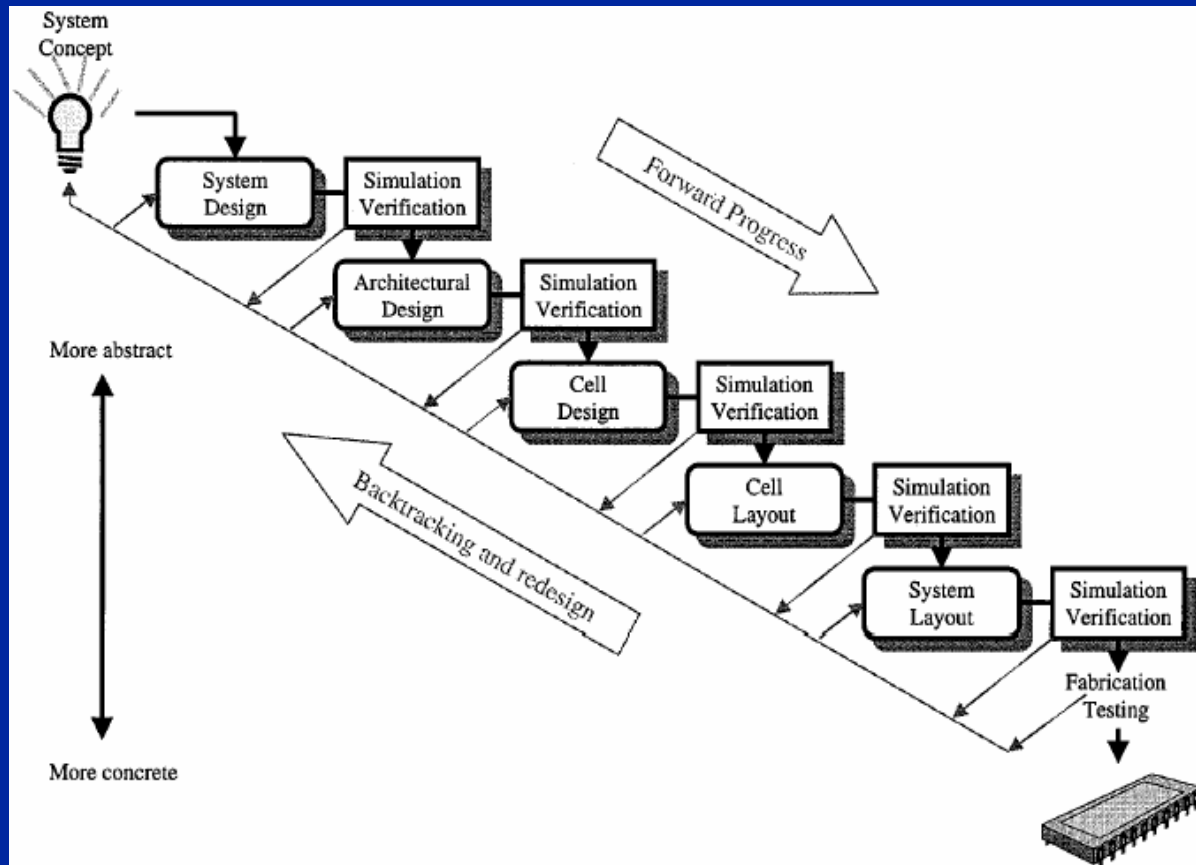 System
Concept
System
Design
Simulation
Verification
Forward Progress
Architectural
Design
Simulation
Verification
More abstract
Cell
Design
Simulation
Verification
Backtracking and redesign
Cell
Layout
Simulation
Verification
System
Layout
Simulation
Verification
Fabrication
Testing
More concrete